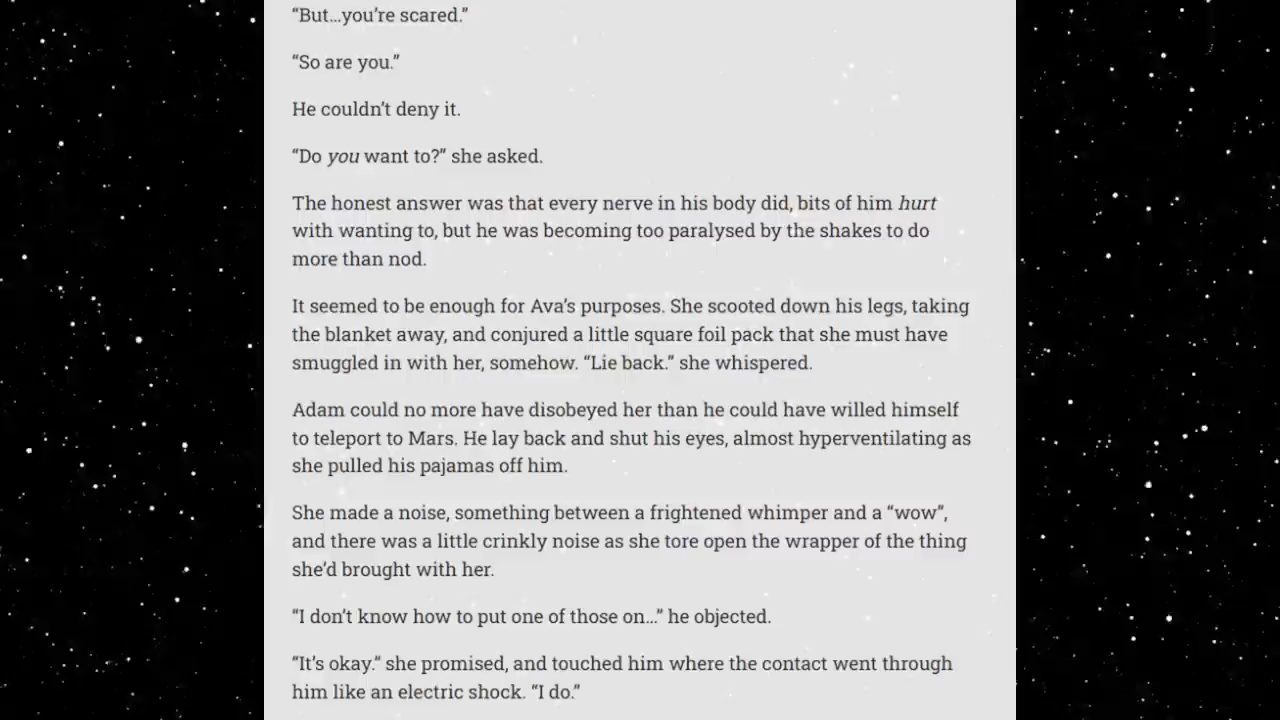 “But…you’re scared.”
“So are you.”
He couldn’t deny it.
“Do you want to?” she asked.
The honest answer was that every nerve in his body did, bits of him hurt
with wanting to, but he was becoming too paralysed by the shakes to do
more than nod.
It seemed to be enough for Ava’s purposes. She scooted down his legs, taking
the blanket away, and conjured a little square foil pack that she must have
smuggled in with her, somehow. “Lie back.” she whispered.
Adam could no more have disobeyed her than he could have willed himself
to teleport to Mars. He lay back and shut his eyes, almost hyperventilating as
she pulled his pajamas off him.
She made a noise, something between a frightened whimper and a “wow”,
and there was a little crinkly noise as she tore open the wrapper of the thing
she’d brought with her.
“I don’t know how to put one of those on…” he objected.
“It’s okay.” she promised, and touched him where the contact went through
him like an electric shock. “I do.”